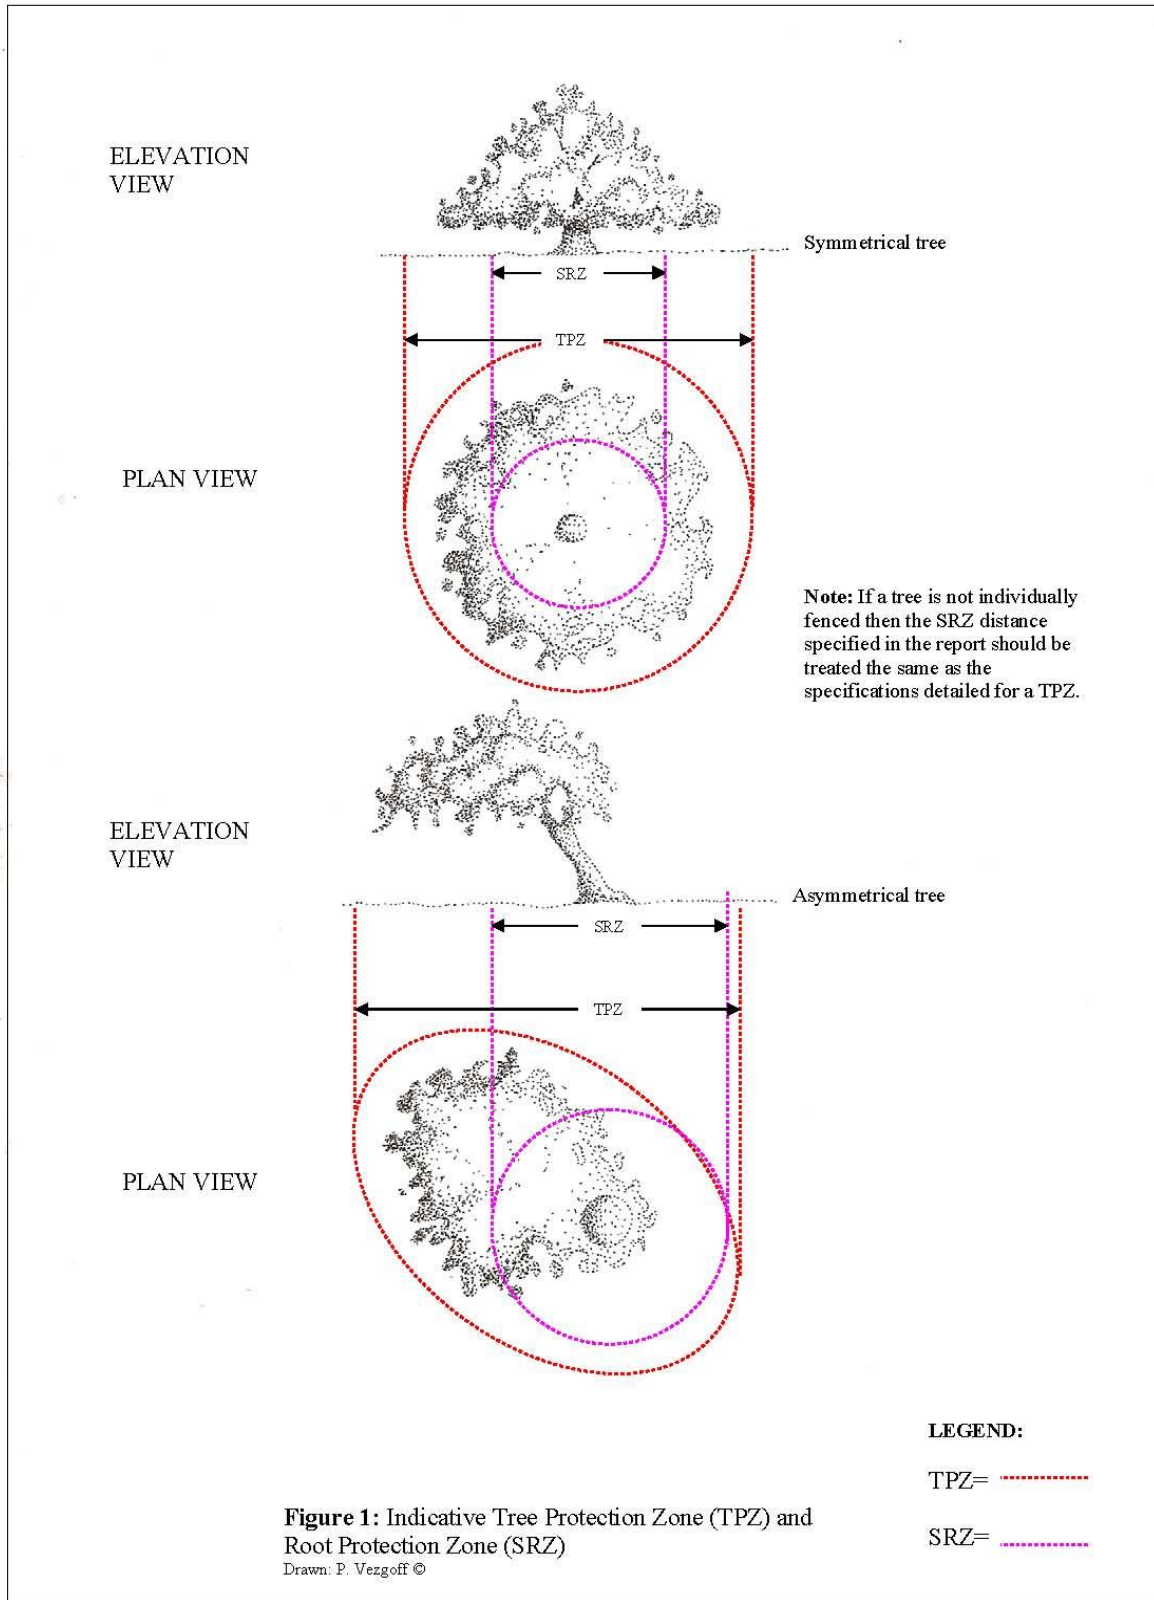 ELEVATION
VIEW
Symmetrical tree
SRZ
TPZ
PLAN VIEW
Note: If a tree is not individually
fenced then the SRZ distance
specified in the report should be
treated the same as the
specifications detailed for a TPZ.
ELEVATION
VIEW
Asymmetrical tree
SRZ
TPZ
PLAN VIEW
LEGEND:
TPZ=
SRZ=
Figure 1: Indicative Tree Protection Zone (TPZ) and
Root Protection Zone (SRZ)
Drawn: P. Vezgoff ©